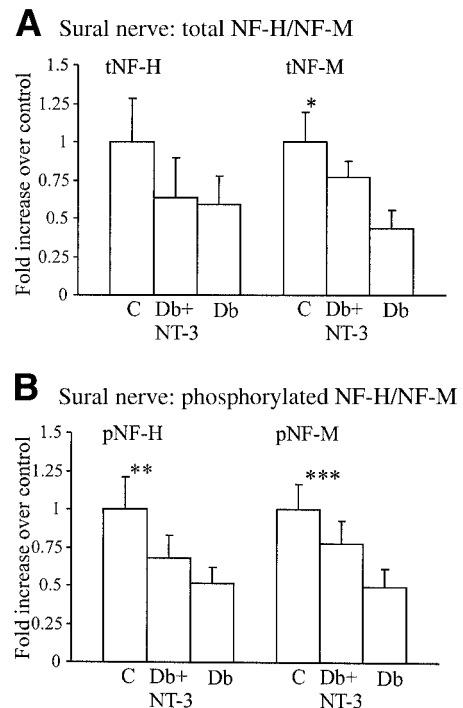 A Sural nerve: total NF-H/NF-M
tNF-H tNF-M
Fold increase over control
1.5
1.25
1
0.75
0.5
0.25
0
*
C Db+ Db C Db+ Db
NT-3 NT-3
B Sural nerve: phosphorylated NF-H/NF-M
pNF-H pNF-M
Fold increase over control
1.5
1.25
1
0.75
0.5
0.25
0
** ***
C Db+ Db C Db+ Db
NT-3 NT-3